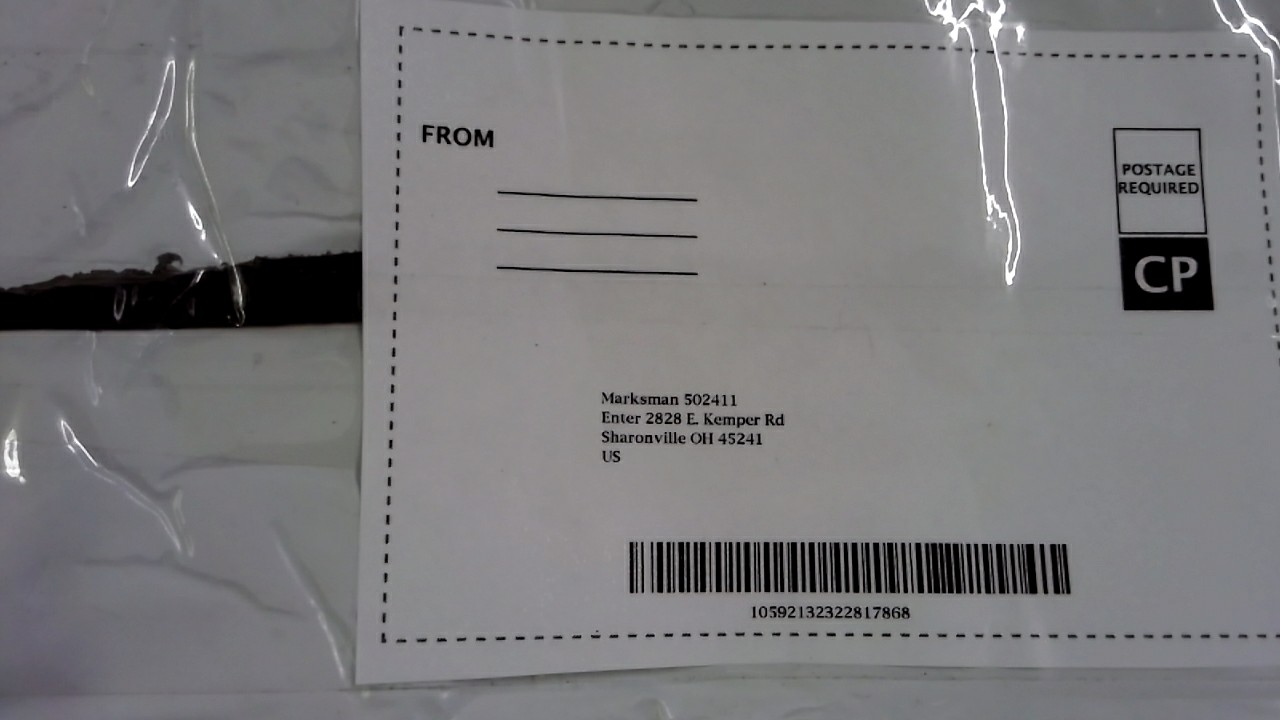 FROM
POSTAGE
REQUIRED
CP
Marksman 502411
Enter 2828 E. Kemper Rd
Sharonville OH 45241
US
10592132322817868